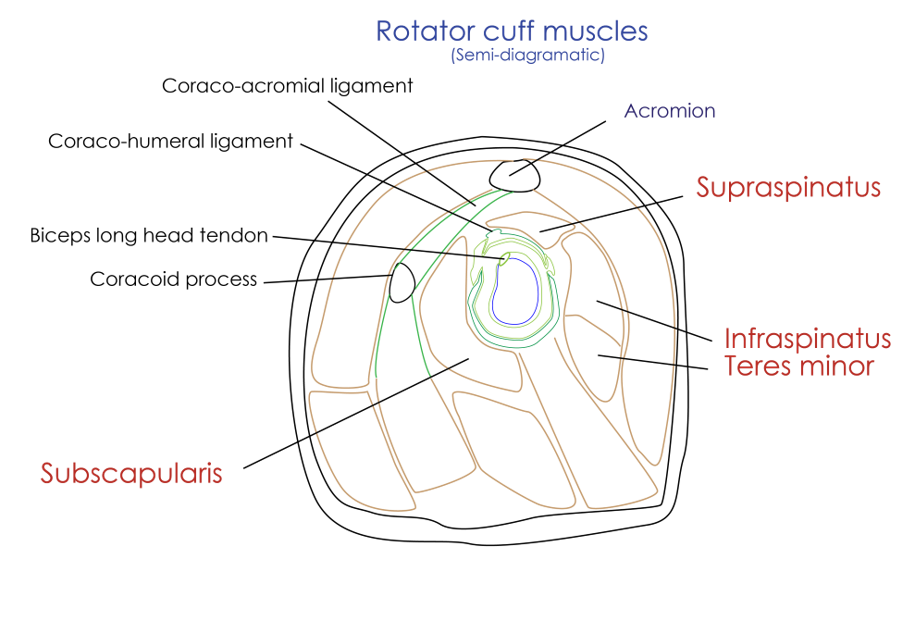 Rotator cuff muscles
(Semi-diagramatic)
Coraco-acromial ligament
Acromion
Coraco-humeral ligament
Supraspinatus
Biceps long head tendon
Coracoid process
Infraspinatus
Teres minor
Subscapularis